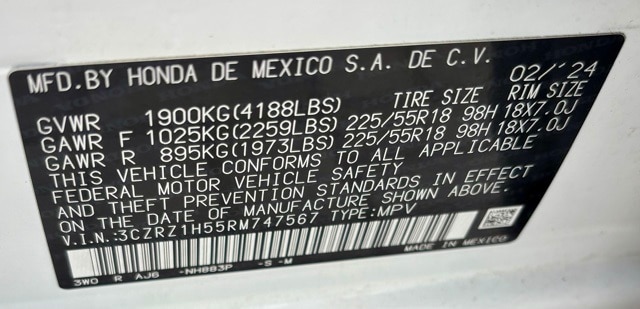 MFD.BY HONDA DE MEXICO S.A. DE C.V. 02/'24
TIRE SIZE RIM SIZE
GVWR 1900KG(4188LBS)
GAWR F 1025KG(2259LBS) 225/55R18 98H 18X7.0J
GAWR R 895KG(1973LBS) 225/55R18 98H 18X7.0J
THIS VEHICLE CONFORMS TO ALL APPLICABLE
FEDERAL MOTOR VEHICLE SAFETY
AND THEFT PREVENTION STANDARDS IN EFFECT
ON THE DATE OF MANUFACTURE SHOWN ABOVE.
V.I.N.:3CZRZ1H55RM747567 TYPE:MPV
3W0 R AJ6 -NH883P -S-M MADE IN MEXICO